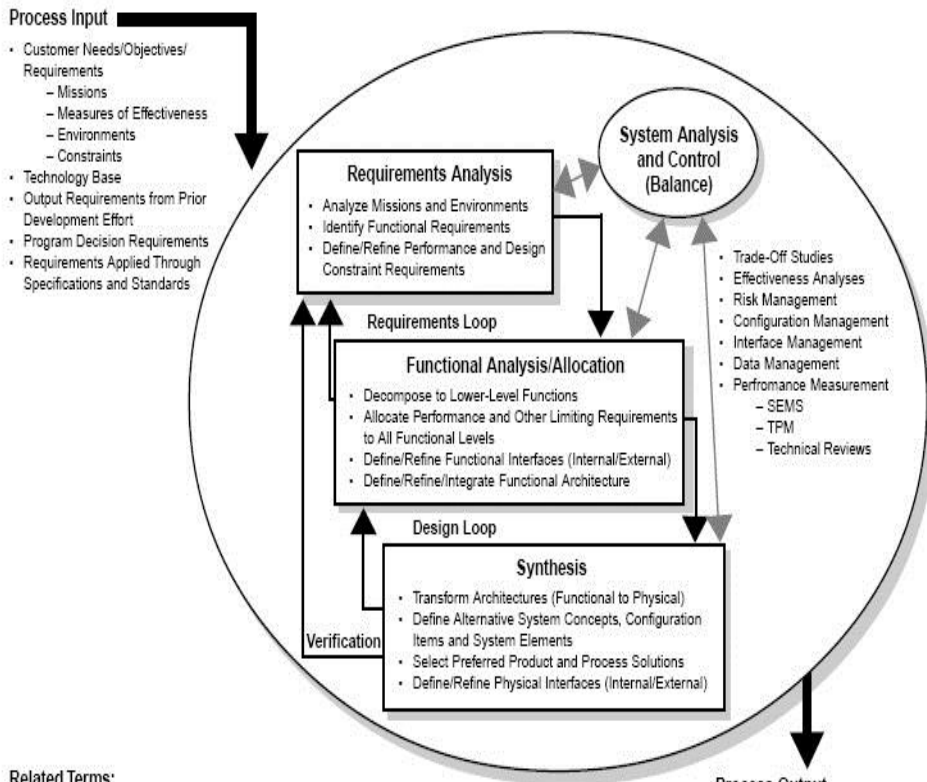 Process Input
• Customer Needs/Objectives/
Requirements
– Missions
– Measures of Effectiveness
– Environments
– Constraints
• Technology Base
• Output Requirements from Prior
Development Effort
• Program Decision Requirements
• Requirements Applied Through
Specifications and Standards
System Analysis
and Control
(Balance)
Requirements Analysis
• Analyze Missions and Environments
• Identify Functional Requirements
• Define/Refine Performance and Design
Constraint Requirements
• Trade-Off Studies
• Effectiveness Analyses
• Risk Management
• Configuration Management
• Interface Management
• Data Management
• Perfromance Measurement
– SEMS
– TPM
– Technical Reviews
Requirements Loop
Functional Analysis/Allocation
• Decompose to Lower-Level Functions
• Allocate Performance and Other Limiting Requirements
to All Functional Levels
• Define/Refine Functional Interfaces (Internal/External)
• Define/Refine/Integrate Functional Architecture
Design Loop
Synthesis
• Transform Architectures (Functional to Physical)
• Define Alternative System Concepts, Configuration
Items and System Elements
• Select Preferred Product and Process Solutions
• Define/Refine Physical Interfaces (Internal/External)
Verification
Related Terms:
Process Output